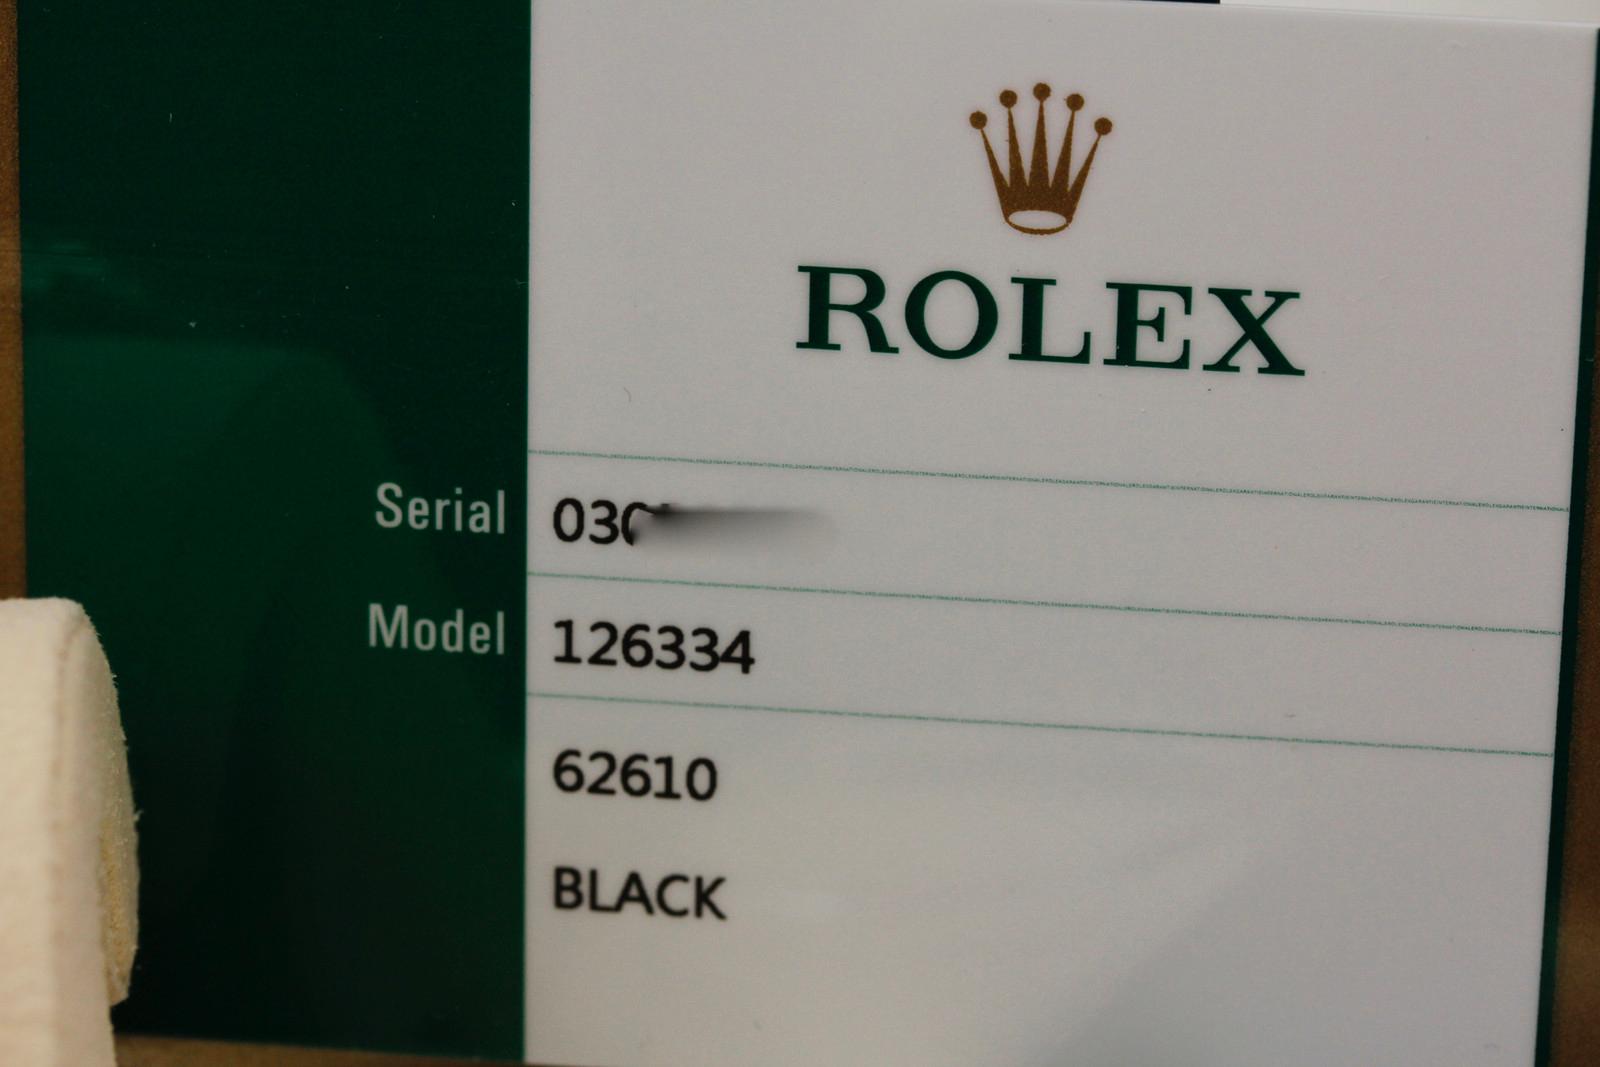 ROLEX
Serial 030
Model 126334
62610
BLACK